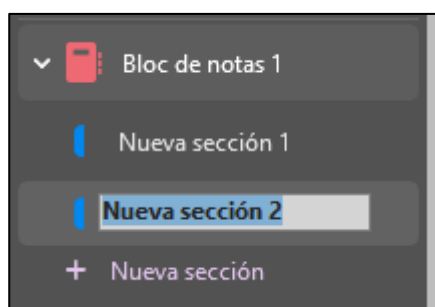 Bloc de notas 1
Nueva sección 1
Nueva sección 2
+ Nueva sección